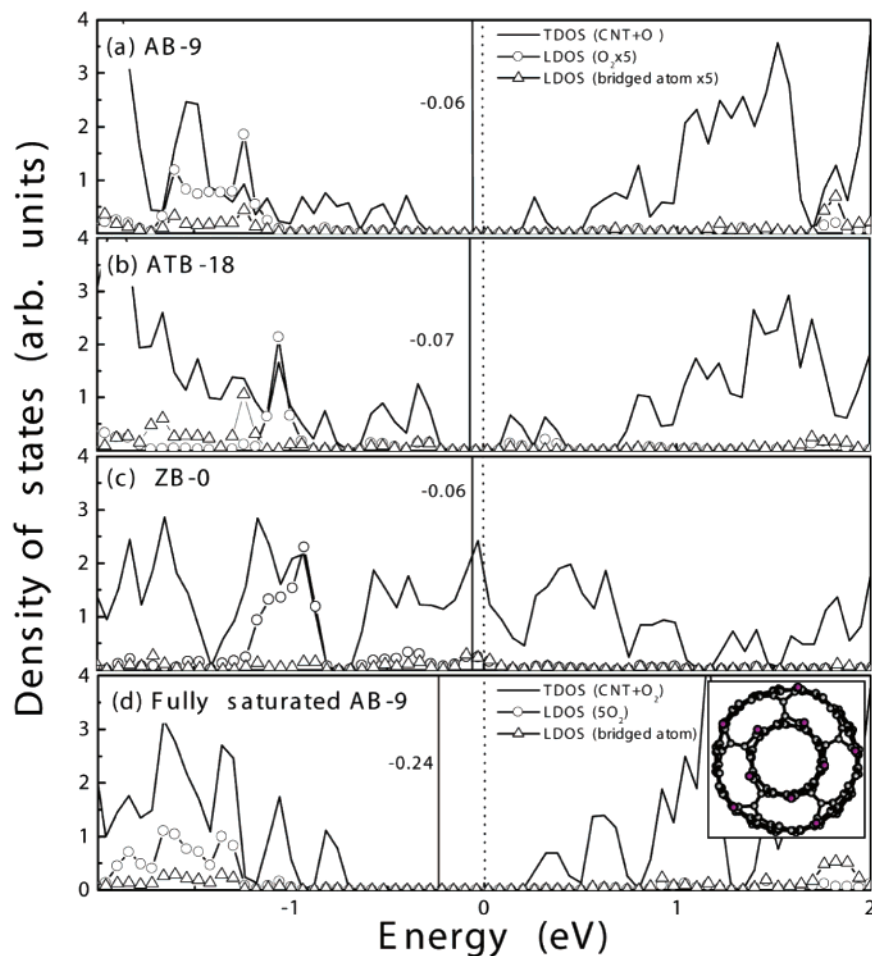 Density of states (arb. units)
4
3
2
1
0
(a) AB-9
-0.06
TDOS (CNT+O )
LDOS (O₂x5)
LDOS (bridged atom x5)
4
3
2
1
(b) ATB-18
-0.07
4
3
2
1
(c) ZB-0
-0.06
4
3
2
1
0
(d) Fully saturated AB-9
-0.24
TDOS (CNT+O₂)
LDOS (5O₂)
LDOS (bridged atom)
-1 0 1 2
Energy (eV)